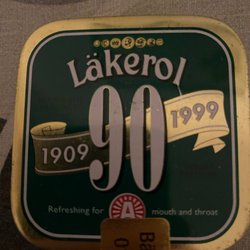 Läkerol
1909 90 1999
Refreshing for A mouth and throat